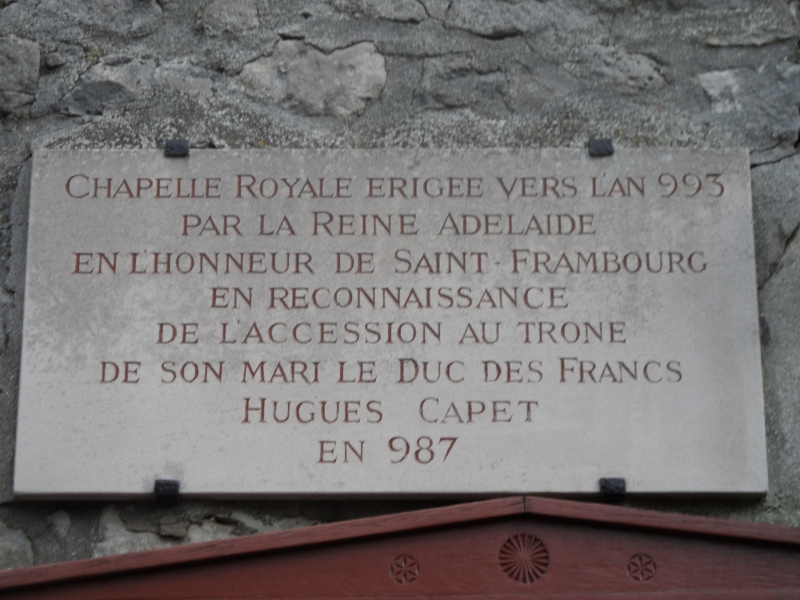 CHAPELLE ROYALE ERIGEE VERS L'AN 993
PAR LA REINE ADELAIDE
EN L'HONNEUR DE SAINT-FRAMBOURG
EN RECONNAISSANCE
DE L'ACCESSION AU TRONE
DE SON MARI LE DUC DES FRANCS
HUGUES CAPET
EN 987